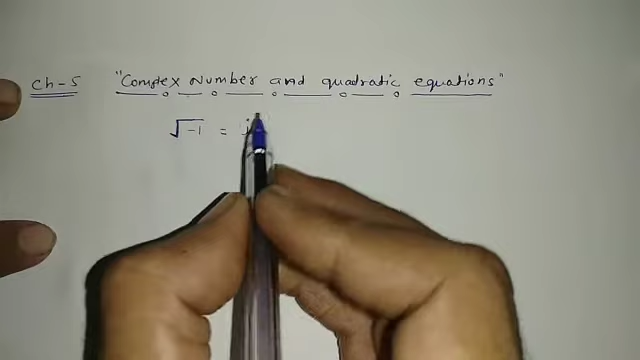 Ch-5 "Complex Number and quadratic equations"
√-1 = i